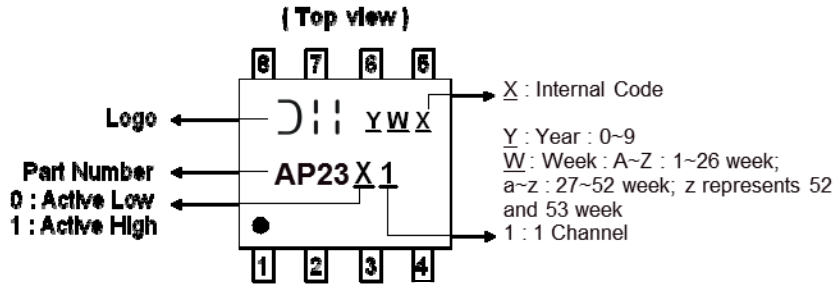 ( Top view )
8 7 6 5
X : Internal Code
Logo
Y W X
Y : Year : 0~9
W : Week : A~Z : 1~26 week;
a~z : 27~52 week; z represents 52
and 53 week
Part Number
AP23 X 1
0 : Active Low
1 : Active High
1 : 1 Channel
1 2 3 4